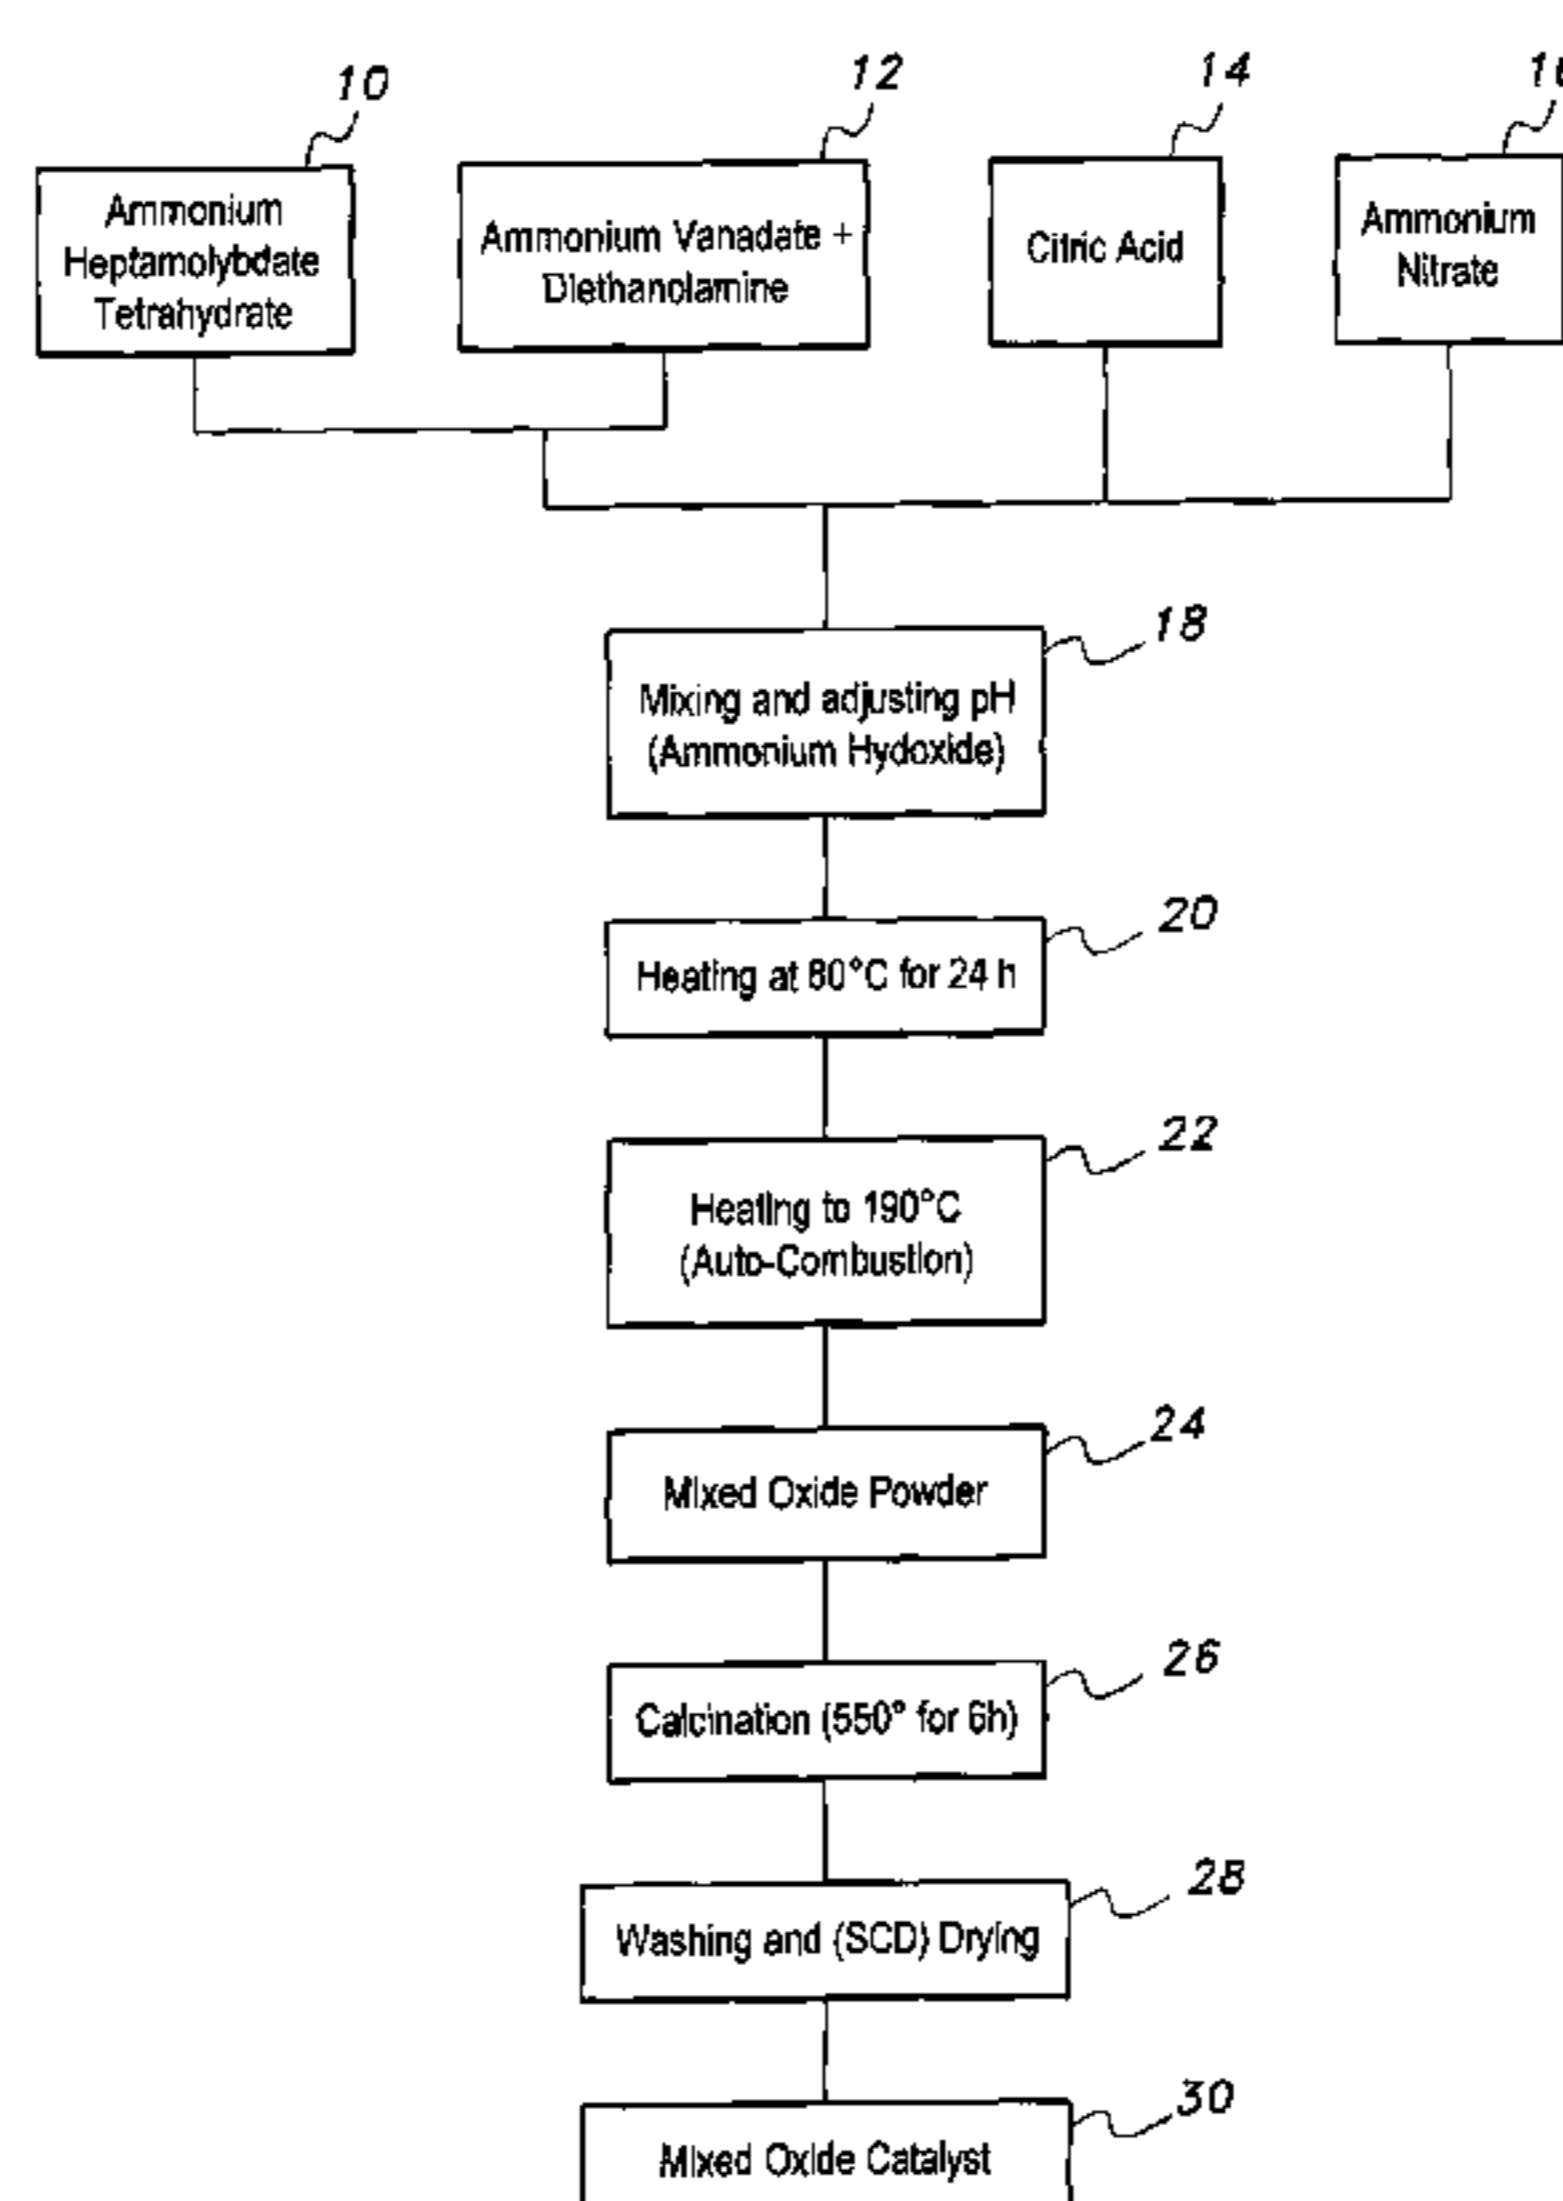 10
12
14
Ammonium
Heptamolybdate
Tetrahydrate
Ammonium Vanadate +
Diethanolamine
Citric Acid
Ammonium
Nitrate
18
Mixing and adjusting pH
(Ammonium Hydoxide)
20
Heating at 80°C for 24 h
22
Heating to 190°C
(Auto-Combustion)
24
Mixed Oxide Powder
26
Calcination (550° for 6h)
28
Washing and (SCD) Drying
30
Mixed Oxide Catalyst